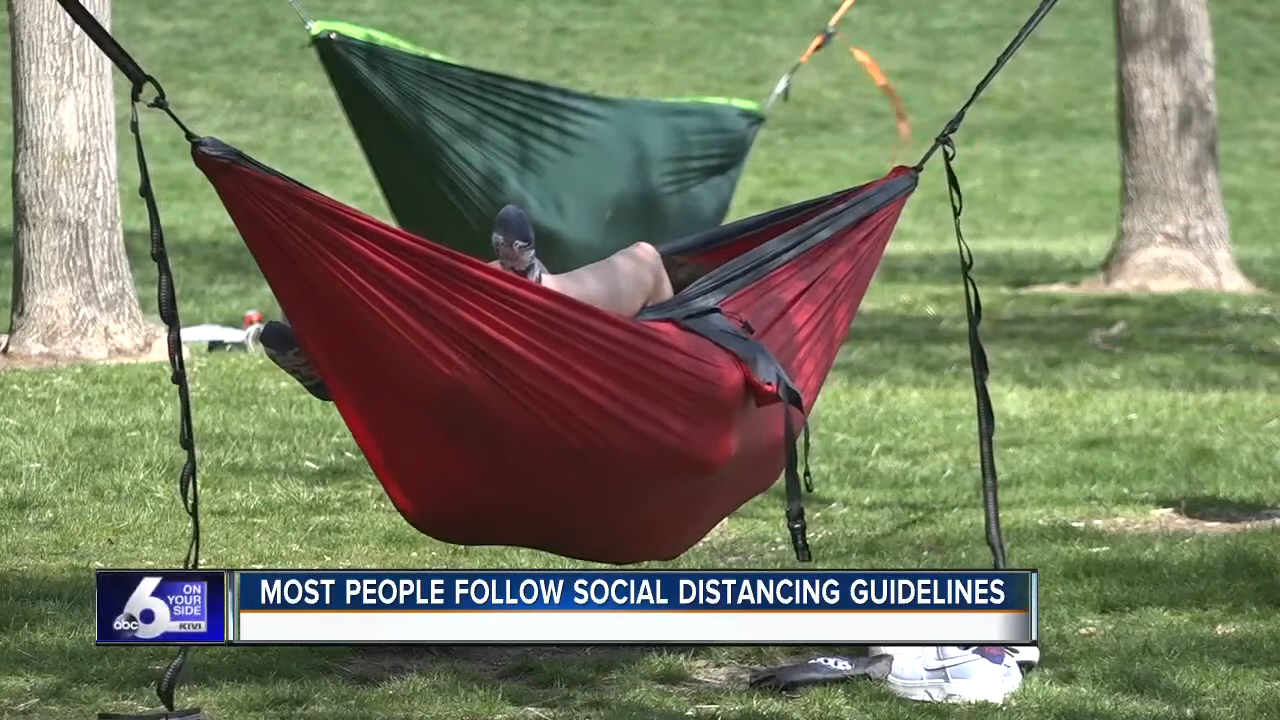 abc 6 ON YOUR SIDE KIVI
MOST PEOPLE FOLLOW SOCIAL DISTANCING GUIDELINES